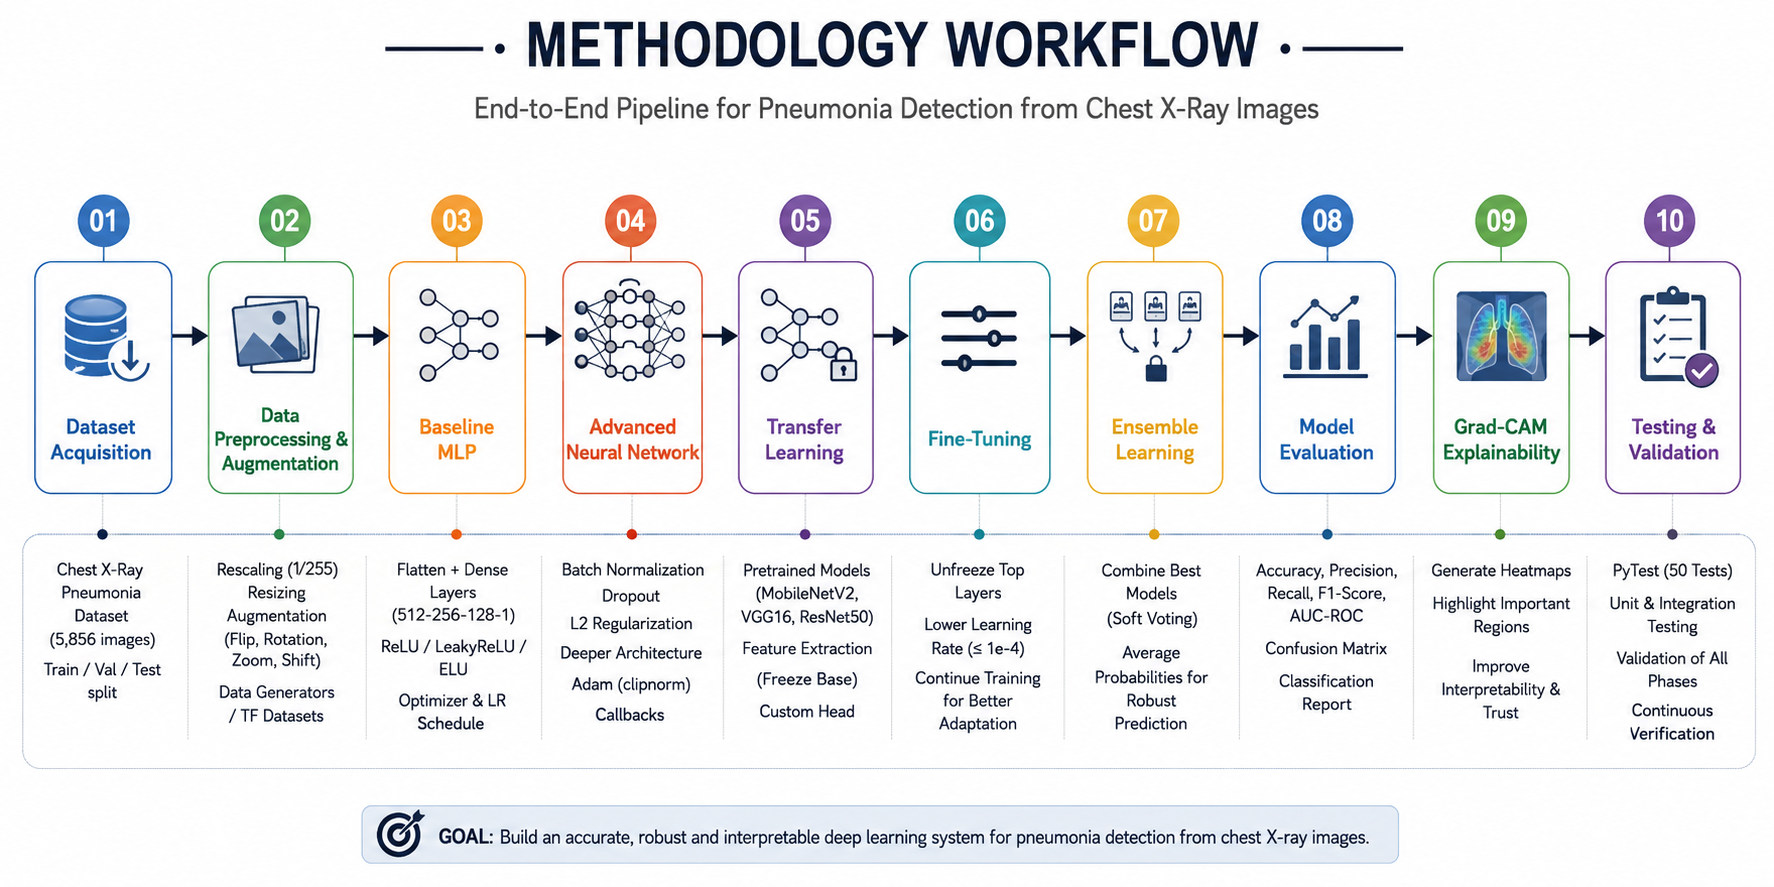 METHODOLOGY WORKFLOW
End-to-End Pipeline for Pneumonia Detection from Chest X-Ray Images
01
Dataset
Acquisition
02
Data
Preprocessing &
Augmentation
03
Baseline
MLP
04
Advanced
Neural Network
05
Transfer
Learning
06
Fine-Tuning
07
Ensemble
Learning
08
Model
Evaluation
09
Grad-CAM
Explainability
10
Testing &
Validation
Chest X-Ray
Pneumonia
Dataset
(5,856 images)
Train / Val / Test
split
Rescaling (1/255)
Resizing
Augmentation
(Flip, Rotation,
Zoom, Shift)
Data Generators
/ TF Datasets
Flatten + Dense
Layers
(512-256-128-1)
ReLU / LeakyReLU /
ELU
Optimizer & LR
Schedule
Batch Normalization
Dropout
L2 Regularization
Deeper Architecture
Adam (clipnorm)
Callbacks
Pretrained Models
(MobileNetV2,
VGG16, ResNet50)
Feature Extraction
(Freeze Base)
Custom Head
Unfreeze Top
Layers
Lower Learning
Rate (≤ 1e-4)
Continue Training
for Better
Adaptation
Combine Best
Models
(Soft Voting)
Average
Probabilities for
Robust
Prediction
Accuracy, Precision,
Recall, F1-Score,
AUC-ROC
Confusion Matrix
Classification
Report
Generate Heatmaps
Highlight Important
Regions
Improve
Interpretability &
Trust
PyTest (50 Tests)
Unit & Integration
Testing
Validation of All
Phases
Continuous
Verification
GOAL: Build an accurate, robust and interpretable deep learning system for pneumonia detection from chest X-ray images.